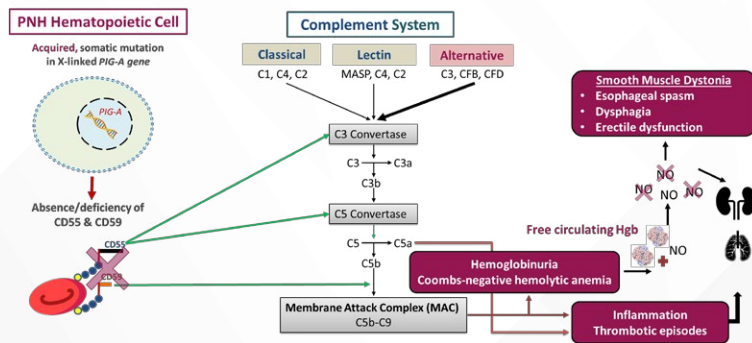 PNH Hematopoietic Cell
Acquired, somatic mutation
in X-linked PIG-A gene
PIG-A
Absence/deficiency of
CD55 & CD59
CD55
CD59
Complement System
Classical
C1, C4, C2
Lectin
MASP, C4, C2
Alternative
C3, CFB, CFD
C3 Convertase
C3
C3a
C3b
C5 Convertase
C5
C5a
C5b
Membrane Attack Complex (MAC)
C5b-C9
Hemoglobinuria
Coombs-negative hemolytic anemia
Inflammation
Thrombotic episodes
Free circulating Hgb
NO
NO
NO
NO
NO
NO
Smooth Muscle Dystonia
• Esophageal spasm
• Dysphagia
• Erectile dysfunction